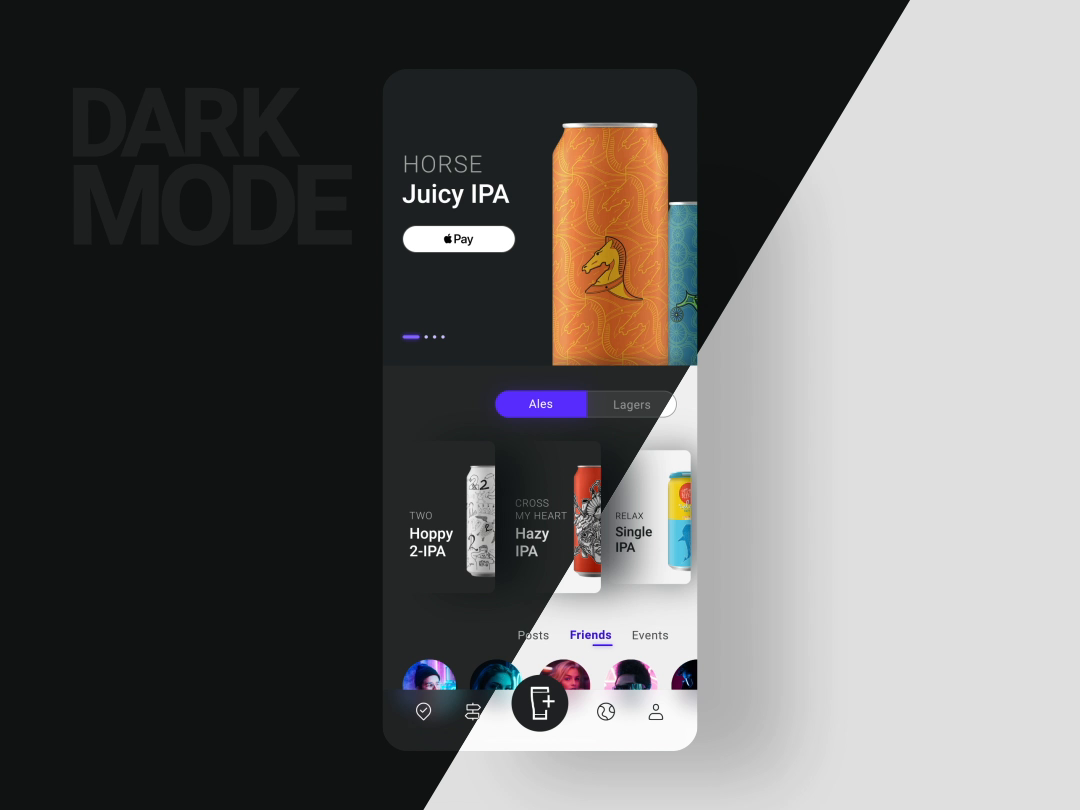 DARK
MODE
HORSE
Juicy IPA
Pay
Ales
Lagers
TWO
Hoppy
2-IPA
CROSS
MY HEART
Hazy
IPA
RELAX
Single
IPA
Posts
Friends
Events